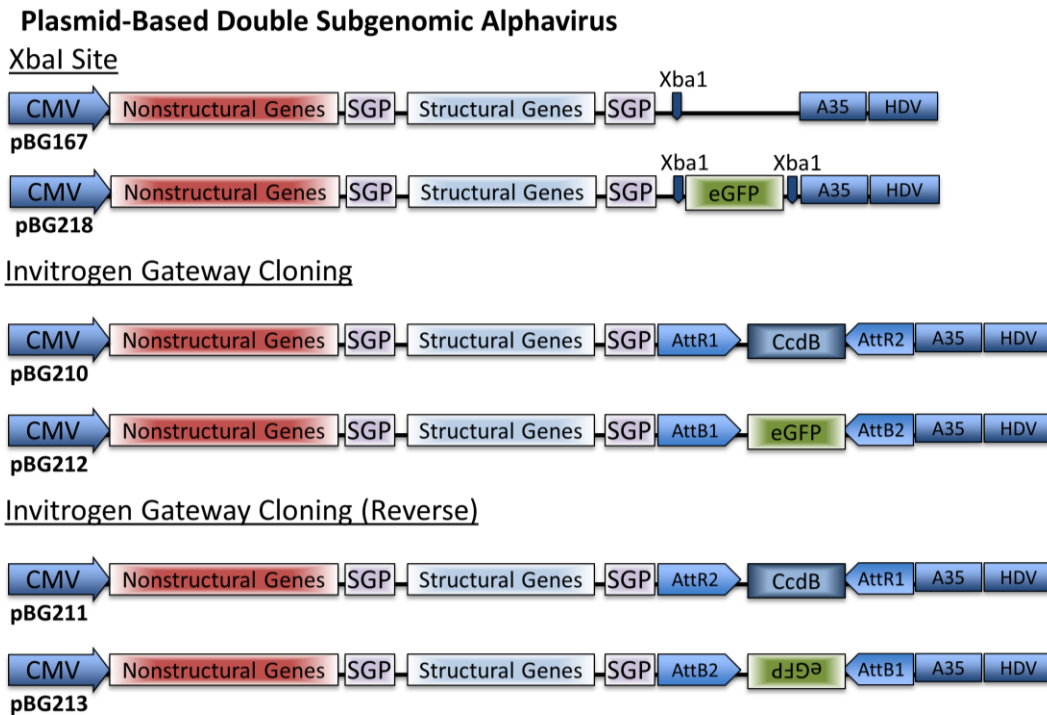 Plasmid-Based Double Subgenomic Alphavirus
XbaI Site
Xba1
CMV Nonstructural Genes SGP Structural Genes SGP A35 HDV
pBG167
Xba1 Xba1
CMV Nonstructural Genes SGP Structural Genes SGP eGFP A35 HDV
pBG218
Invitrogen Gateway Cloning
CMV Nonstructural Genes SGP Structural Genes SGP AttR1 CcdB AttR2 A35 HDV
pBG210
CMV Nonstructural Genes SGP Structural Genes SGP AttB1 eGFP AttB2 A35 HDV
pBG212
Invitrogen Gateway Cloning (Reverse)
CMV Nonstructural Genes SGP Structural Genes SGP AttR2 CcdB AttR1 A35 HDV
pBG211
CMV Nonstructural Genes SGP Structural Genes SGP AttB2 eGFP AttB1 A35 HDV
pBG213